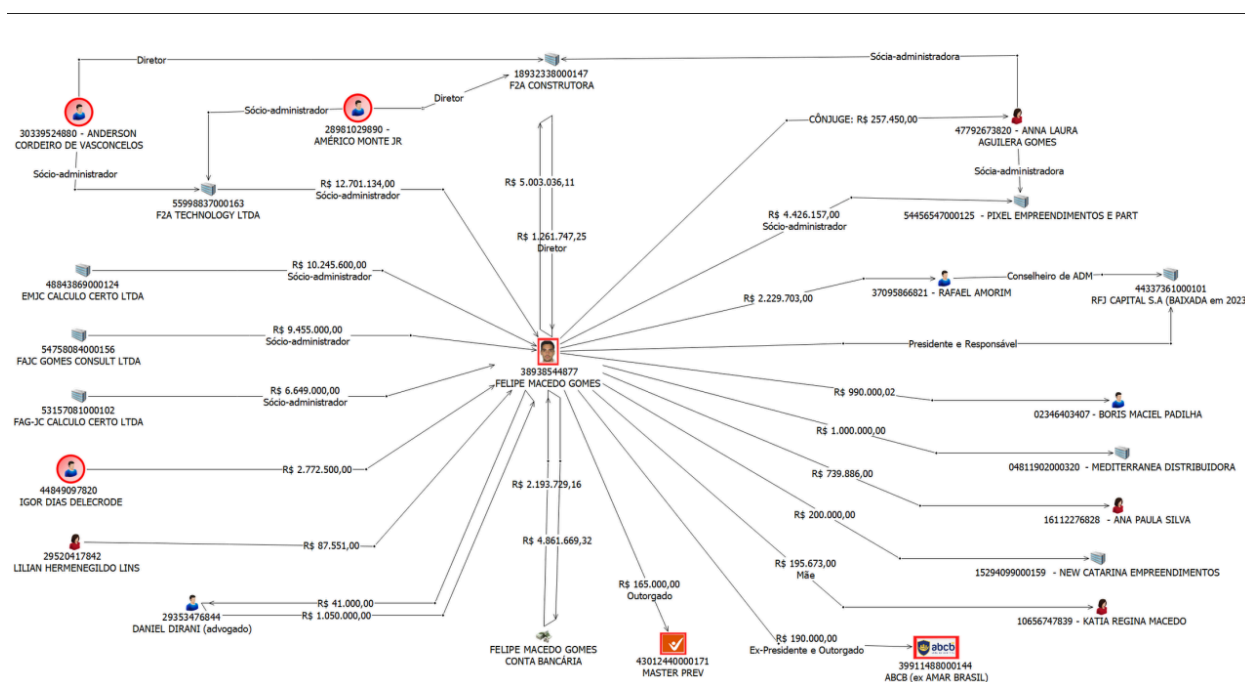 Diretor
Sócia-administradora
18932338000147
F2A CONSTRUTORA
Sócio-administrador
Diretor
30339524880 - ANDERSON
CORDEIRO DE VASCONCELOS
28981029890 -
AMÉRICO MONTE JR
CÔNJUGE: R$ 257.450,00
47792673820 - ANNA LAURA
AGUILERA GOMES
Sócio-administrador
R$ 12.701.134,00
Sócio-administrador
55998837000163
F2A TECHNOLOGY LTDA
R$ 5.003.036,11
Sócia-administradora
R$ 4.426.157,00
Sócio-administrador
54456547000125 - PIXEL EMPREENDIMENTOS E PART
R$ 1.261.747,25
Diretor
R$ 10.245.600,00
Sócio-administrador
48843869000124
EMJC CALCULO CERTO LTDA
R$ 2.229.703,00
37095866821 - RAFAEL AMORIM
Conselheiro de ADM
44337361000101
RFJ CAPITAL S.A (BAIXADA em 2023
R$ 9.455.000,00
Sócio-administrador
54758084000156
FAJC GOMES CONSULT LTDA
Presidente e Responsável
38938544877
FELIPE MACEDO GOMES
R$ 6.649.000,00
Sócio-administrador
53157081000102
FAG-JC CALCULO CERTO LTDA
R$ 990.000,02
02346403407 - BORIS MACIEL PADILHA
R$ 1.000.000,00
04811902000320 - MEDITERRANEA DISTRIBUIDORA
R$ 2.772.500,00
44849097820
IGOR DIAS DELECRODE
R$ 2.193.729,16
R$ 739.886,00
16112276828 - ANA PAULA SILVA
R$ 4.861.669,32
R$ 200.000,00
15294099000159 - NEW CATARINA EMPREENDIMENTOS
R$ 87.551,00
29520417842
LILIAN HERMENEGILDO LINS
R$ 195.673,00
Mãe
10656747839 - KATIA REGINA MACEDO
R$ 41.000,00
R$ 1.050.000,00
29353476844
DANIEL DIRANI (advogado)
R$ 165.000,00
Outorgado
FELIPE MACEDO GOMES
CONTA BANCÁRIA
43012440000171
MASTER PREV
R$ 190.000,00
Ex-Presidente e Outorgado
abcb
39911488000144
ABCB (ex AMAR BRASIL)